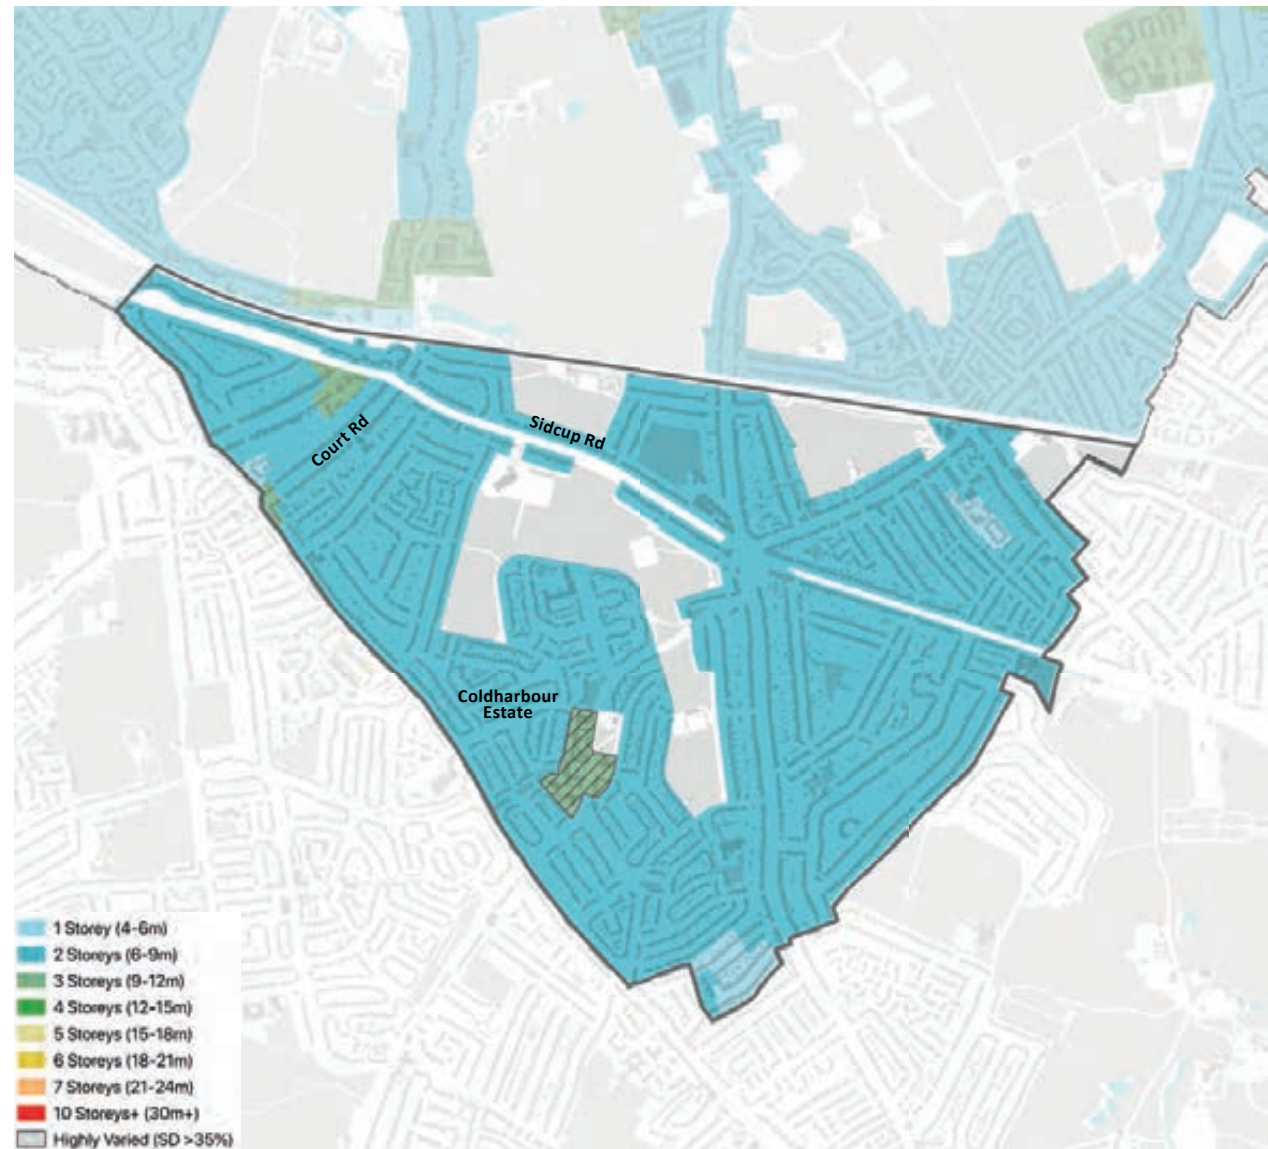 Sidcup Rd
Court Rd
Coldharbour
Estate
1 Storey (4-6m)
2 Storeys (6-9m)
3 Storeys (9-12m)
4 Storeys (12-15m)
5 Storeys (15-18m)
6 Storeys (18-21m)
7 Storeys (21-24m)
10 Storeys+ (30m+)
Highly Varied (SD >35%)